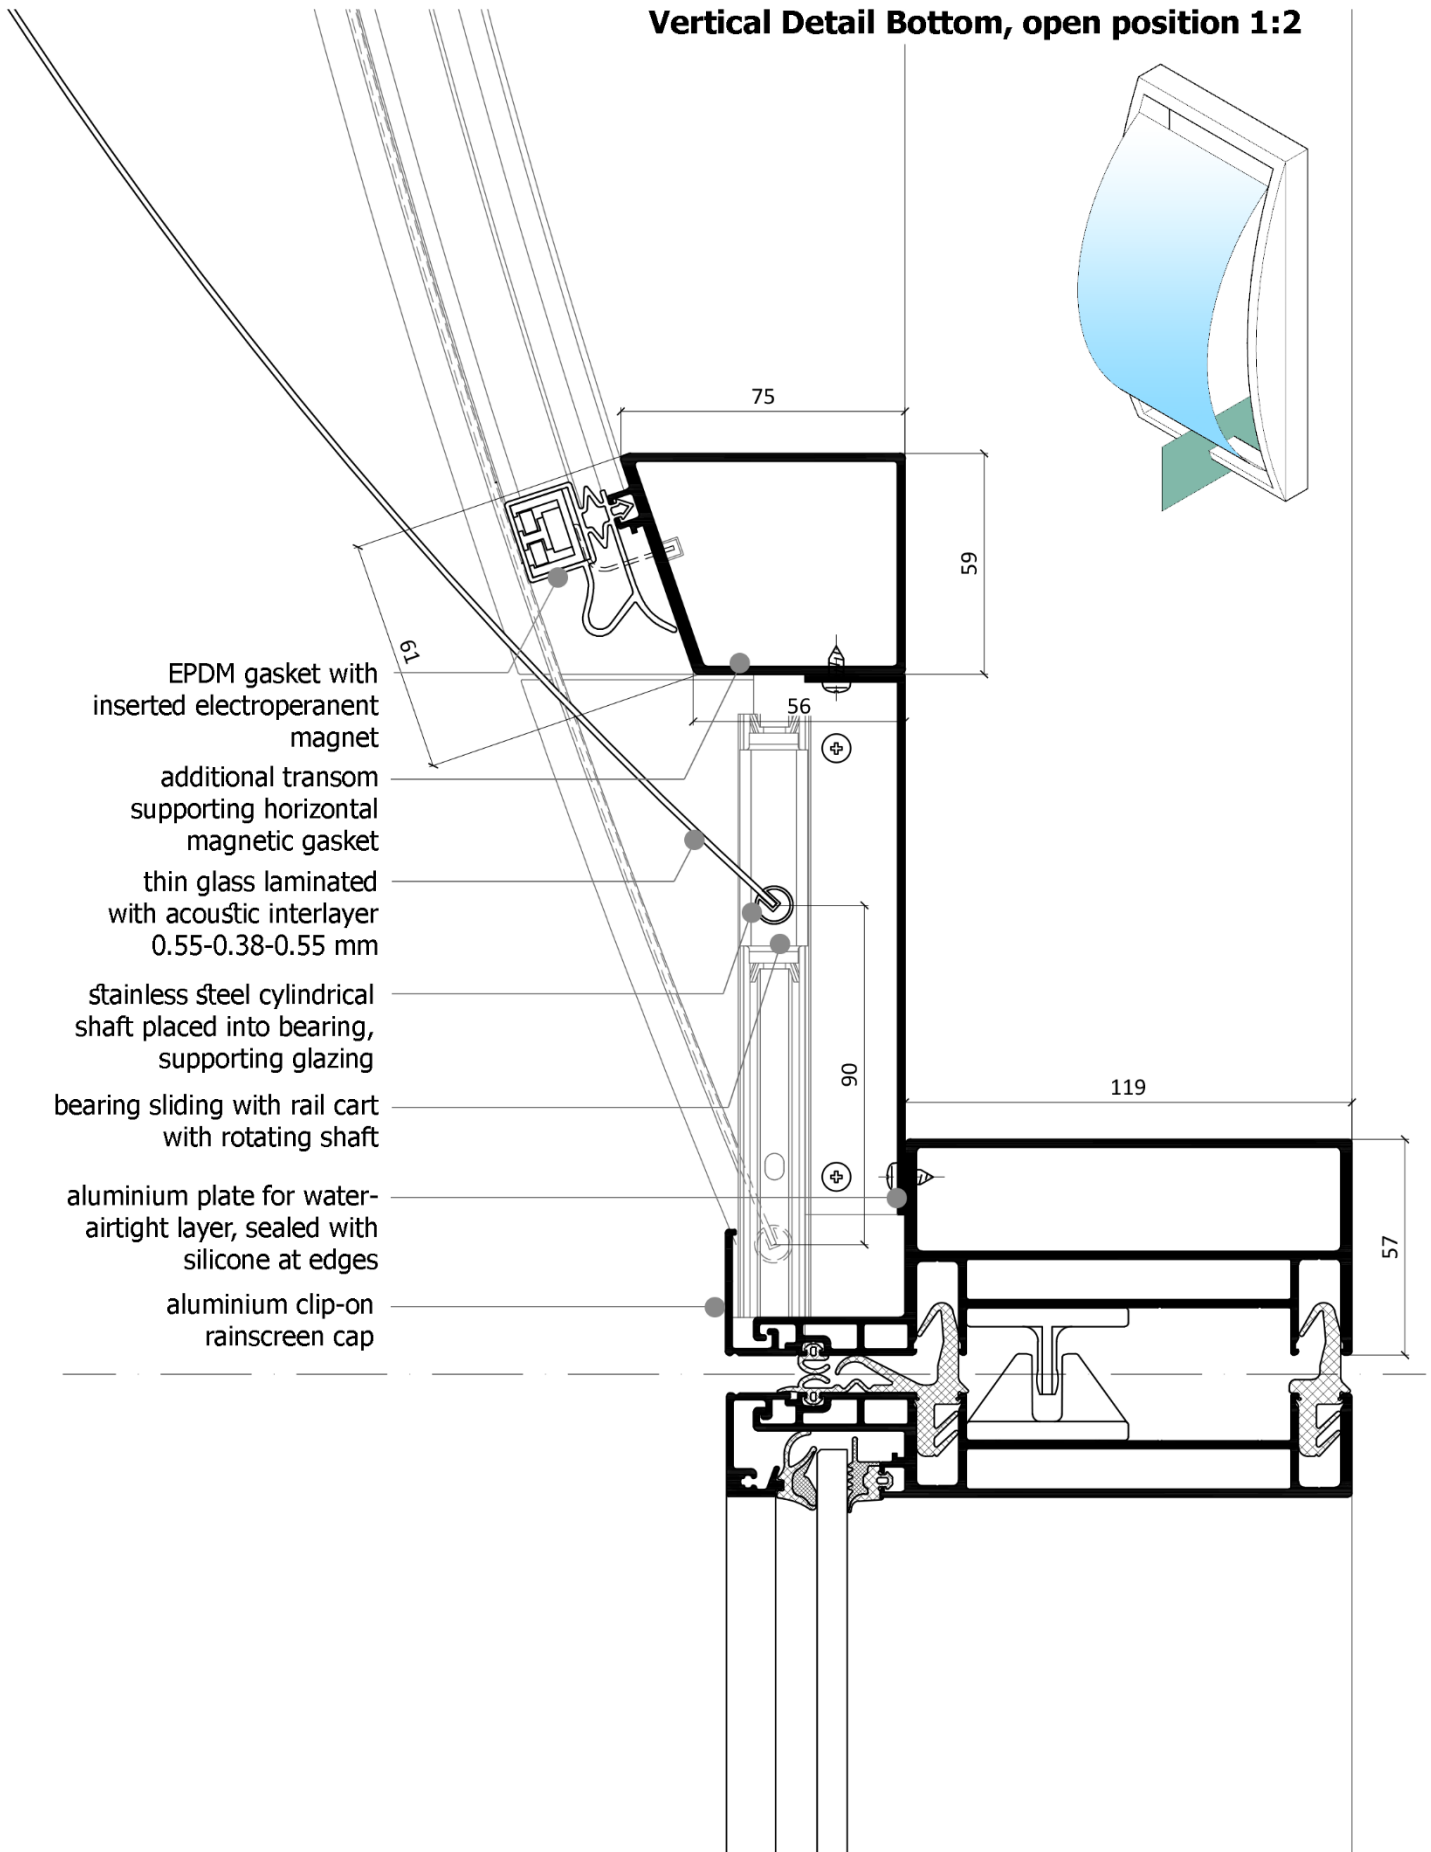 Vertical Detail Bottom, open position 1:2
75
59
61
EPDM gasket with
inserted electroperanent
magnet
56
additional transom
supporting horizontal
magnetic gasket
thin glass laminated
with acoustic interlayer
0.55-0.38-0.55 mm
stainless steel cylindrical
shaft placed into bearing,
supporting glazing
90
119
bearing sliding with rail cart
with rotating shaft
aluminium plate for water-
airtight layer, sealed with
silicone at edges
57
aluminium clip-on
rainscreen cap